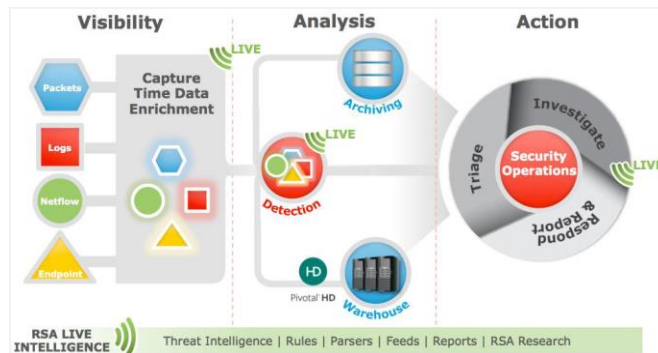 Visibility
Analysis
Action
LIVE
Capture
Time Data
Enrichment
Packets
Logs
Netflow
Endpoint
Archiving
LIVE
Detection
HD
Pivotal HD
Warehouse
Triage
Investigate
Respond
& Report
Security
Operations
LIVE
RSA LIVE
INTELLIGENCE
Threat Intelligence | Rules | Parsers | Feeds | Reports | RSA Research